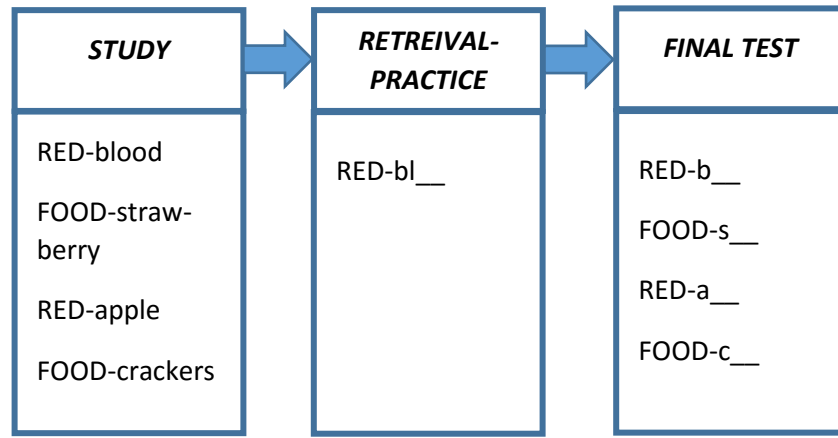 STUDY
RED-blood
FOOD-straw-
berry
RED-apple
FOOD-crackers
RETREIVAL-
PRACTICE
RED-bl__
FINAL TEST
RED-b__
FOOD-s__
RED-a__
FOOD-c__